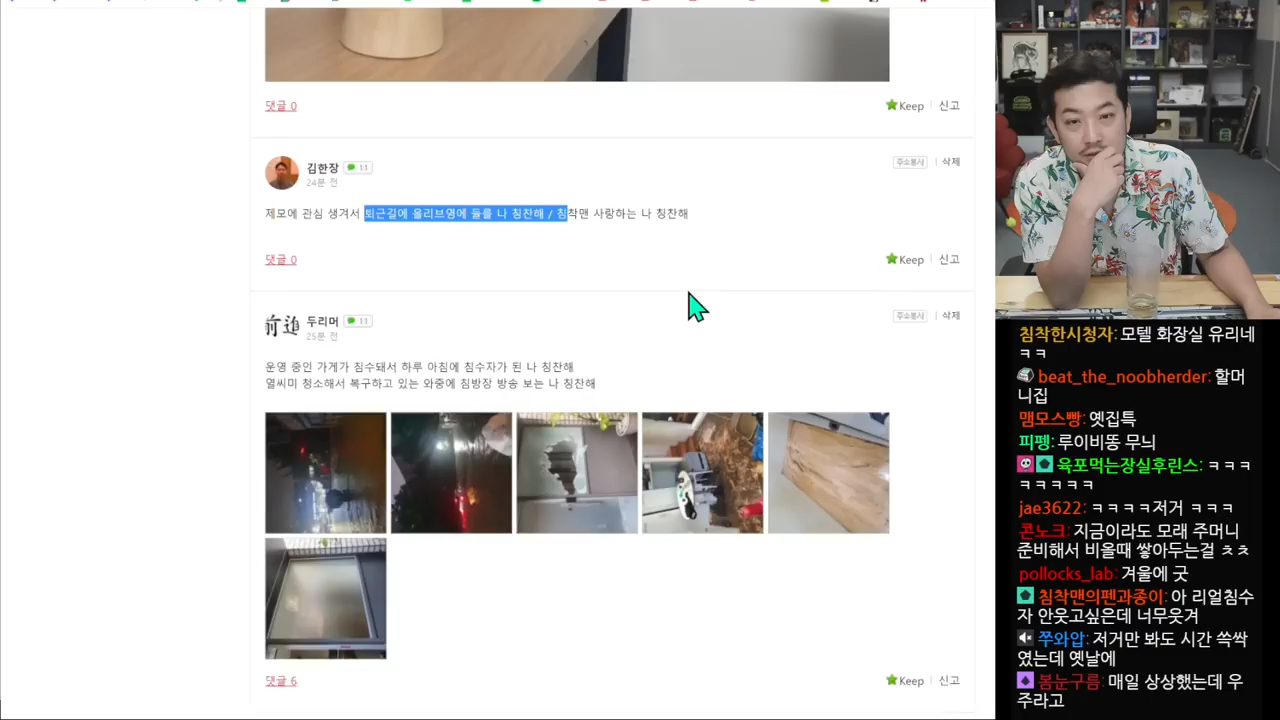 댓글 0
Keep
신고
김한장 11
24분 전
주소봉사
삭제
제모에 관심 생겨서 퇴근길에 올리브영에 들를 나 칭찬해 / 침착맨 사랑하는 나 칭찬해
댓글 0
Keep
신고
前進 두리머 11
25분 전
주소봉사
삭제
운영 중인 가게가 침수돼서 하루 아침에 침수자가 된 나 칭찬해
열씨미 청소해서 복구하고 있는 와중에 침방장 방송 보는 나 칭찬해
댓글 6
Keep
신고
침착한시청자: 모텔 화장실 유리네
ㅋㅋ
beat_the_noobherder: 할머
니집
맴모스빵: 옛집특
피펭: 루이비똥 무늬
육포먹는장실후린스: ㅋㅋㅋ
ㅋㅋㅋㅋㅋ
jae3622: ㅋㅋㅋㅋ저거 ㅋㅋㅋ
콘노크: 지금이라도 모래 주머니
준비해서 비올때 쌓아두는걸 ㅊㅊ
pollocks_lab: 겨울에 굿
침착맨의펜과종이: 아 리얼침수
자 안웃고싶은데 너무웃겨
쭈와압: 저거만 봐도 시간 쓱싹
였는데 옛날에
봄눈구름: 매일 상상했는데 우
주라고